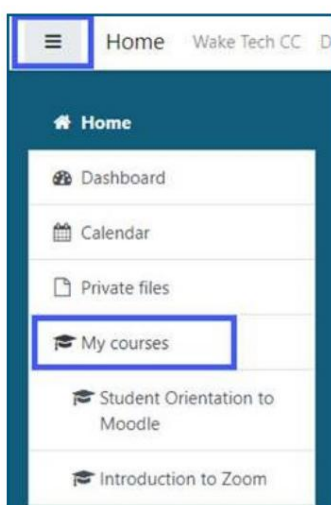 Home Wake Tech CC D
Home
Dashboard
Calendar
Private files
My courses
Student Orientation to
Moodle
Introduction to Zoom